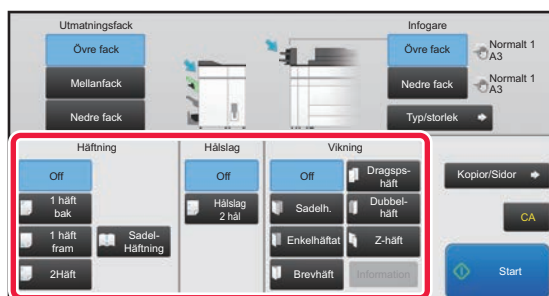 Utmatningsfack
Övre fack
Mellanfack
Nedre fack
Infogare
Övre fack
Normalt 1
A3
Nedre fack
Normalt 1
A3
Typ/storlek
Häftning
Off
1 häft
bak
1 häft
fram
2Häft
Sadel-
Häftning
Hålslag
Off
Hålslag
2 hål
Vikning
Off
Sadelh.
Enkelhäftat
Brevhäft
Dragsps-
häft
Dubbel-
häft
Z-häft
Information
Kopior/Sidor
CA
Start